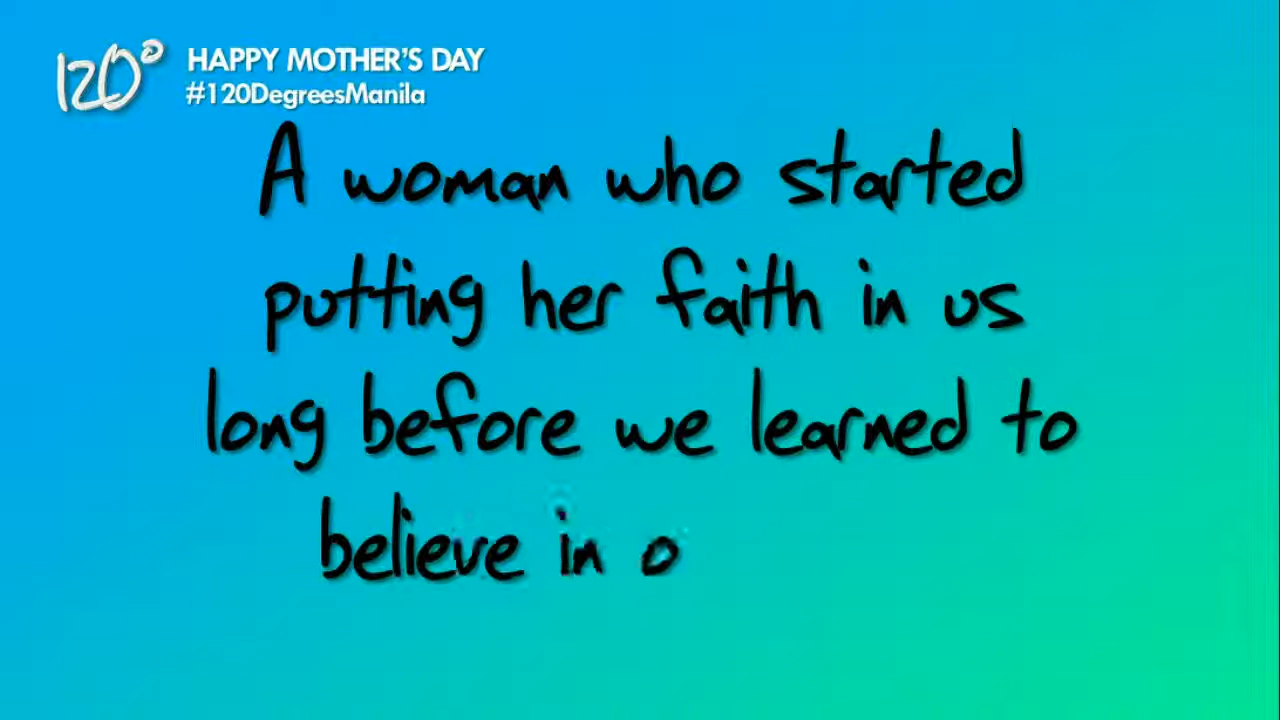 120°
HAPPY MOTHER'S DAY
#120DegreesManila
A woman who started
putting her faith in us
long before we learned to
believe in o